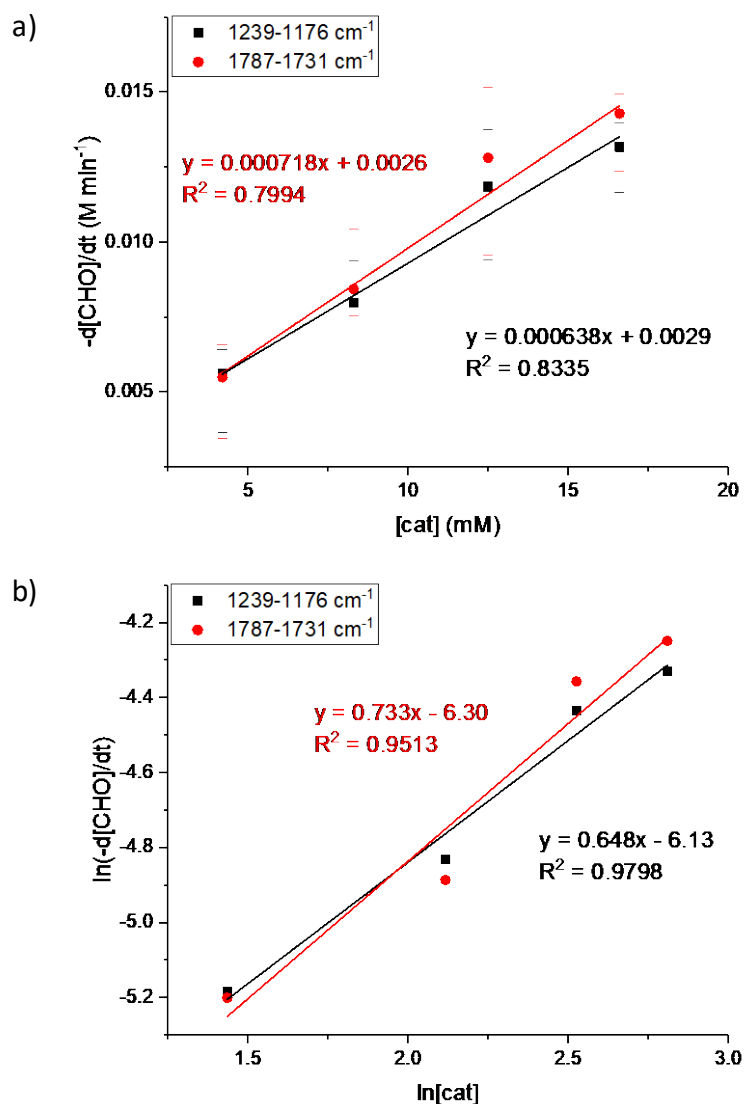 a)
1239-1176 cm⁻¹
1787-1731 cm⁻¹
0.015
0.010
0.005
-d[CHO]/dt (M mln⁻¹)
y = 0.000718x + 0.0026
R² = 0.7994
y = 0.000638x + 0.0029
R² = 0.8335
5 10 15 20
[cat] (mM)
b)
1239-1176 cm⁻¹
1787-1731 cm⁻¹
-4.2
-4.4
-4.6
-4.8
-5.0
-5.2
ln(-d[CHO]/dt)
y = 0.733x - 6.30
R² = 0.9513
y = 0.648x - 6.13
R² = 0.9798
1.5 2.0 2.5 3.0
ln[cat]